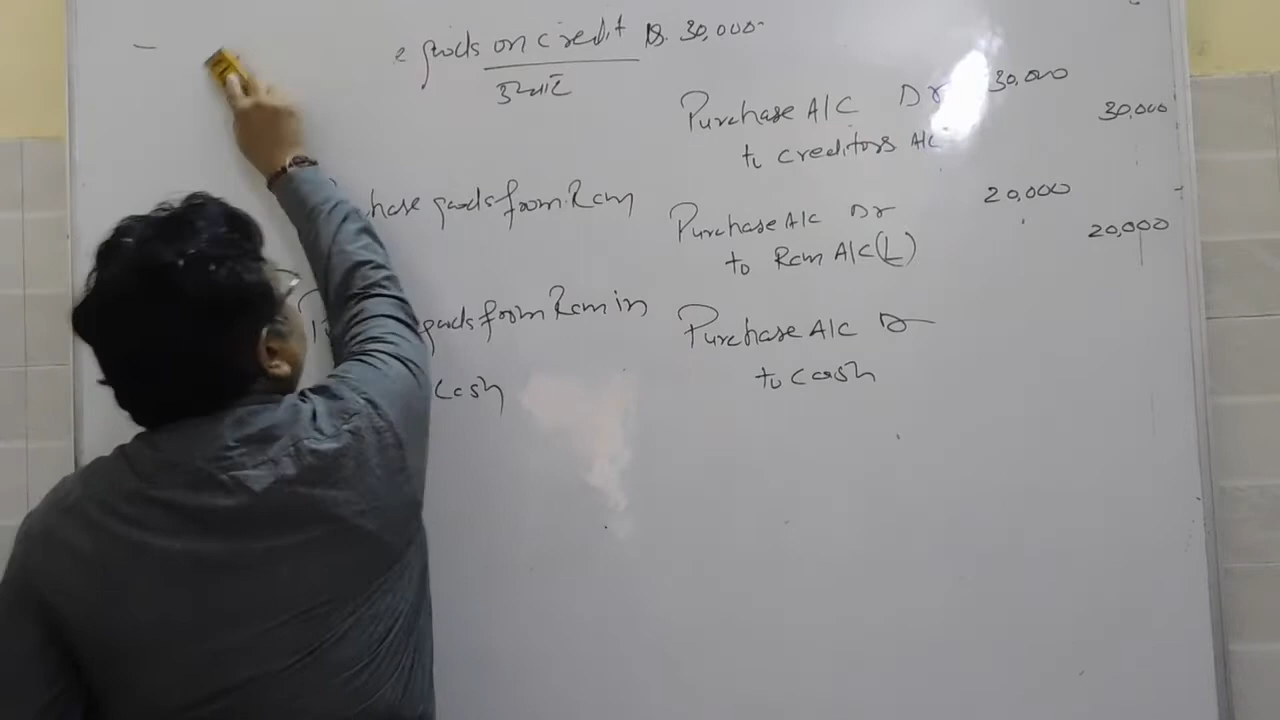 e goods on credit Rs. 30,000-
उधार
Purchase A/C Dr 30,000
to creditors A/C 30,000
hase goods from Ram
Purchase A/C Dr 20,000
to Ram A/C (L) 20,000
goods from Ram in
Cash
Purchase A/C Dr
to cash